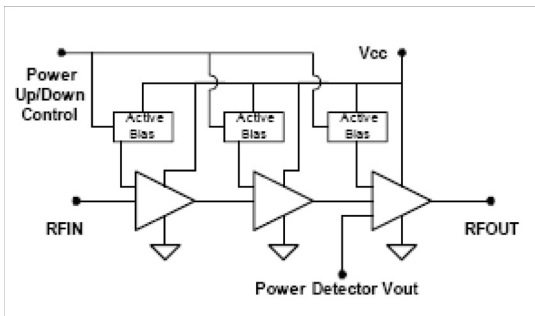 Power
Up/Down
Control
Vcc
Active
Bias
Active
Bias
Active
Bias
RFIN
RFOUT
Power Detector Vout